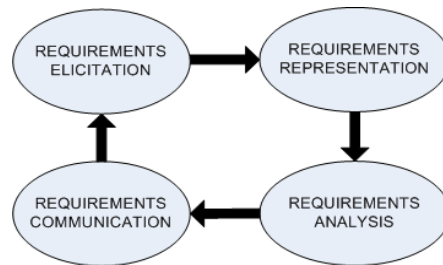 REQUIREMENTS
ELICITATION
REQUIREMENTS
REPRESENTATION
REQUIREMENTS
COMMUNICATION
REQUIREMENTS
ANALYSIS